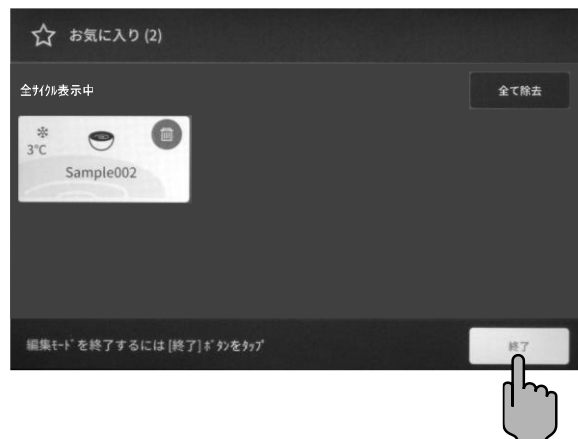 お気に入り (2)
全ｻｲｸﾙ表示中
全て除去
3℃
Sample002
編集ﾓｰﾄﾞを終了するには [終了] ﾎﾞﾀﾝをﾀｯﾌﾟ
終了